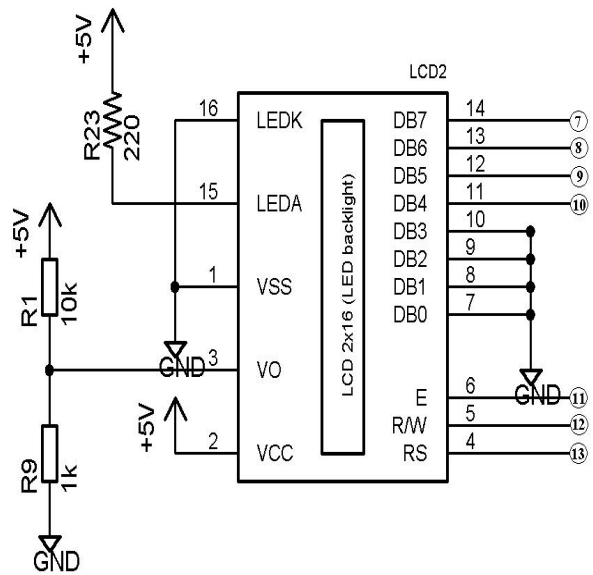 +5V
LCD2
R23
220
16
LEDK
DB7
14
7
DB6
13
8
DB5
12
9
15
LEDA
DB4
11
10
+5V
DB3
10
DB2
9
R1
10k
1
VSS
DB1
8
DB0
7
LCD 2x16 (LED backlight)
GND
3
VO
GND
E
6
11
+5V
R/W
5
12
2
VCC
RS
4
13
R9
1k
GND